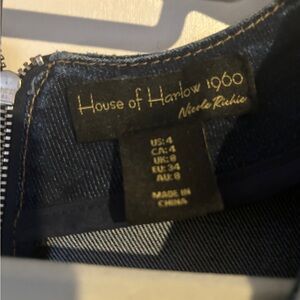 House of Harlow 1960
Nicole Richie
US:4
CA:4
UK:8
EU:34
AU:8
MADE IN
CHINA